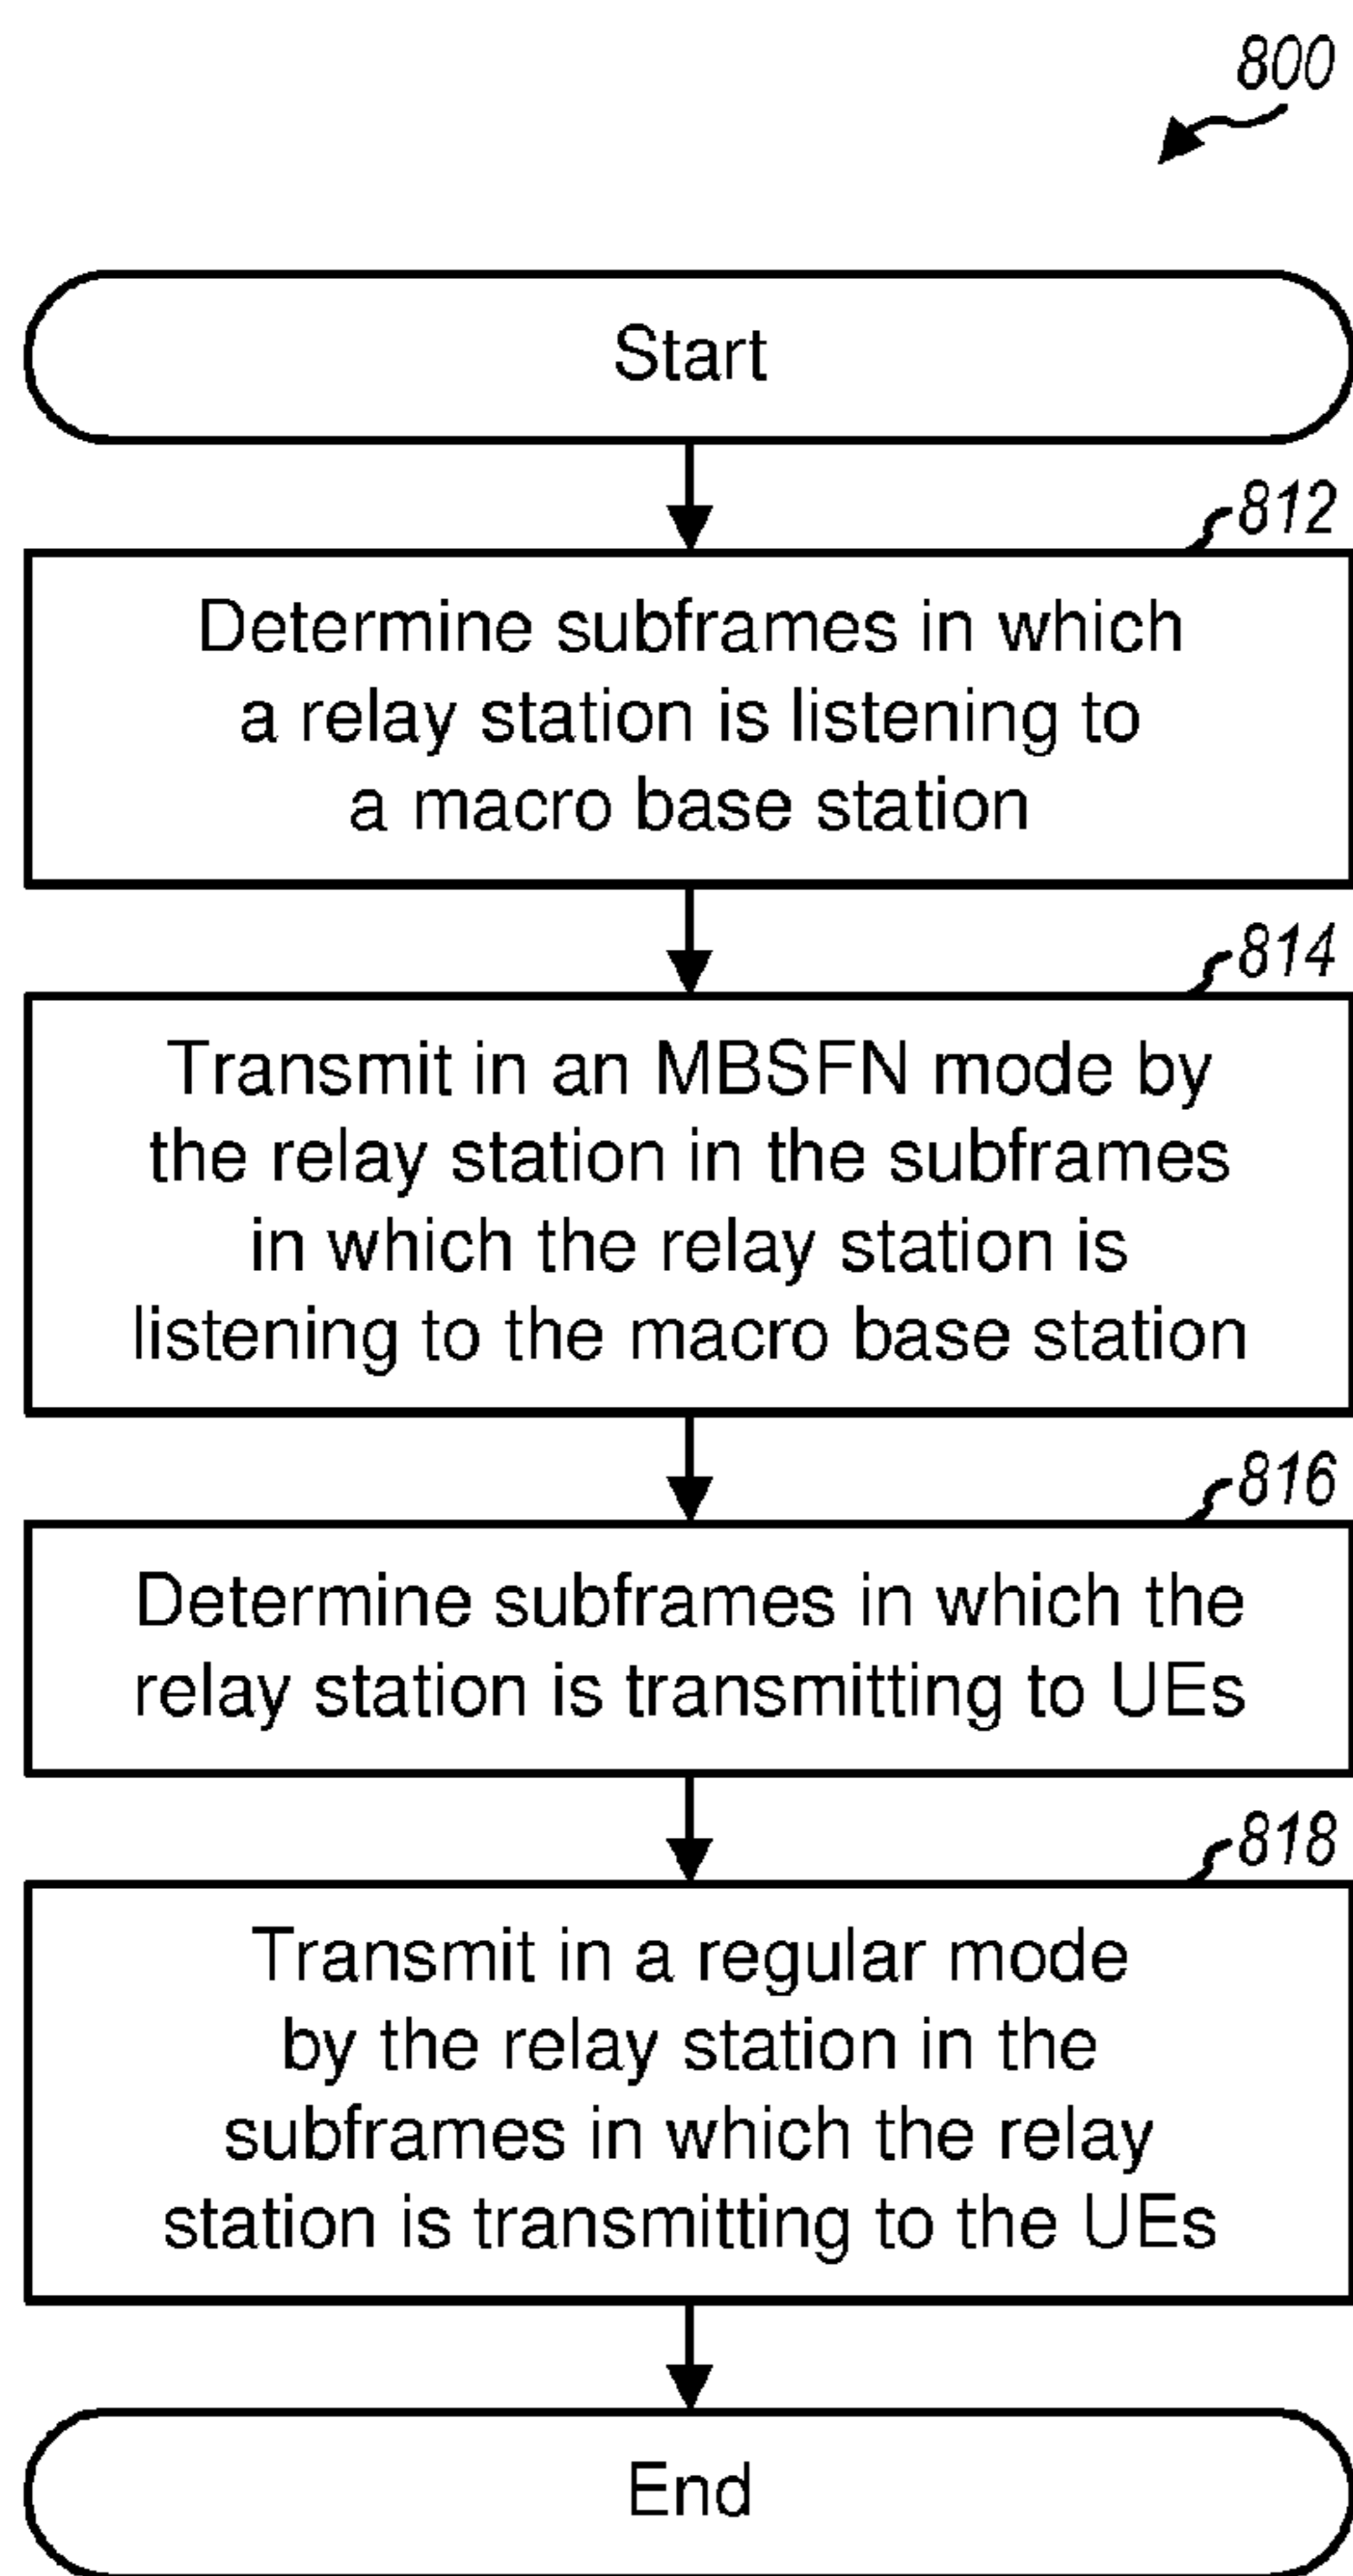 800
Start
812
Determine subframes in which
a relay station is listening to
a macro base station
814
Transmit in an MBSFN mode by
the relay station in the subframes
in which the relay station is
listening to the macro base station
816
Determine subframes in which the
relay station is transmitting to UEs
818
Transmit in a regular mode
by the relay station in the
subframes in which the relay
station is transmitting to the UEs
End